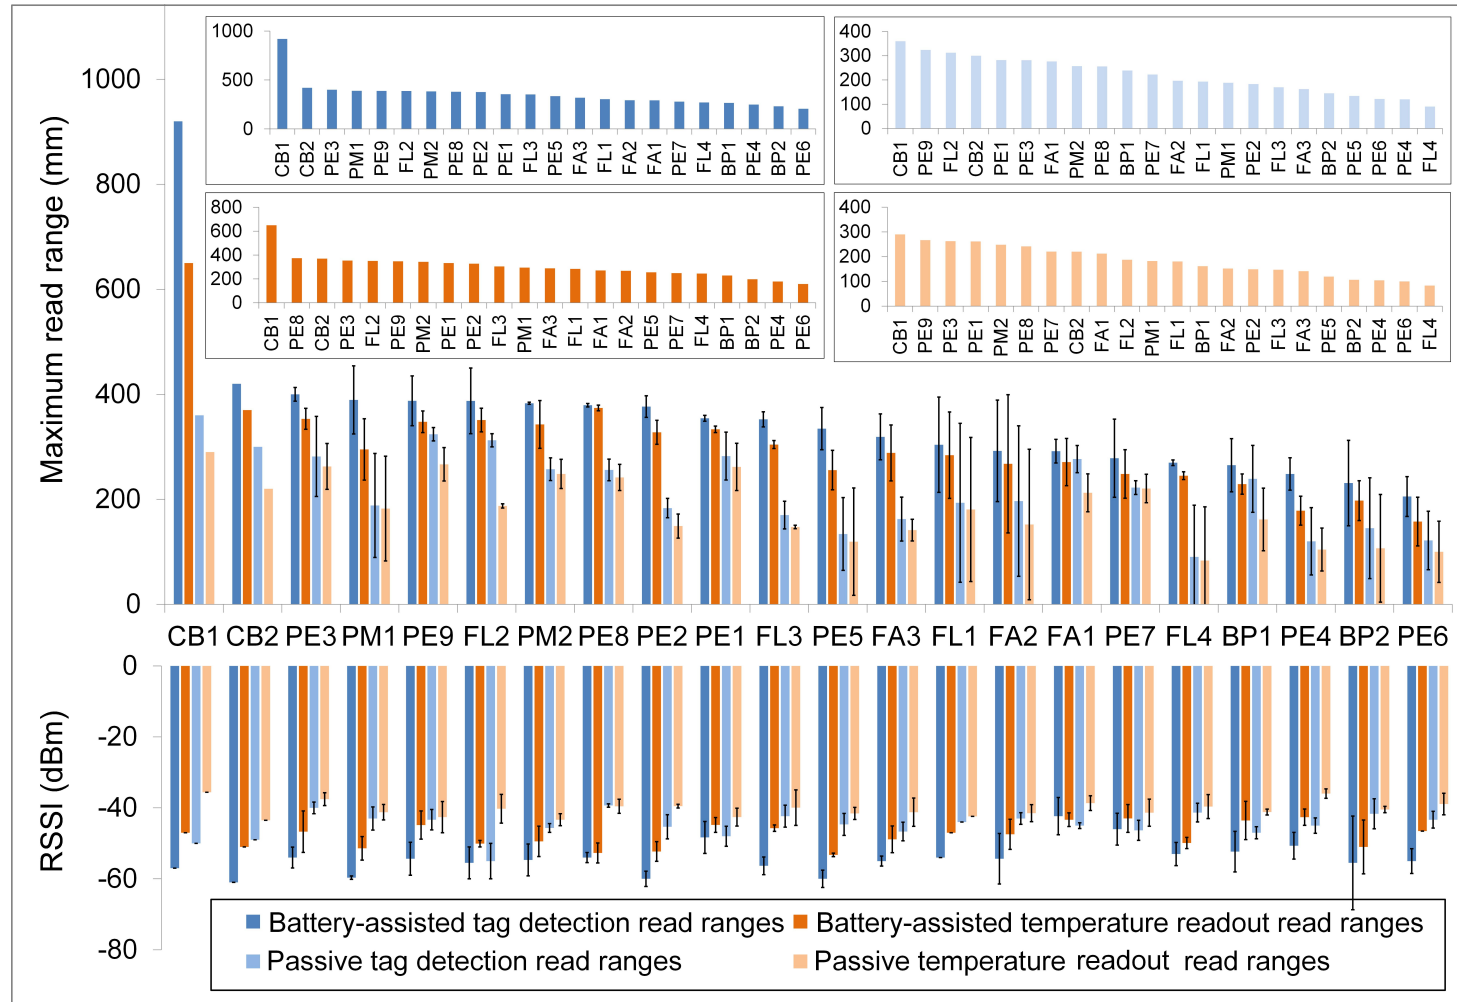 Maximum read range (mm)
1000
800
600
400
200
0
1000
500
0
CB1 CB2 PE3 PM1 PE9 FL2 PM2 PE8 PE2 PE1 FL3 PE5 FA3 FL1 FA2 FA1 PE7 FL4 BP1 PE4 BP2 PE6
400
300
200
100
0
CB1 PE9 FL2 CB2 PE1 PE3 FA1 PM2 PE8 BP1 PE7 FA2 FL1 PM1 PE2 FL3 FA3 BP2 PE5 PE6 PE4 FL4
800
600
400
200
0
CB1 PE8 CB2 PE3 FL2 PE9 PM2 PE1 PE2 FL3 PM1 FA3 FL1 FA1 FA2 PE5 PE7 FL4 BP1 BP2 PE4 PE6
400
300
200
100
0
CB1 PE9 PE3 PE1 PM2 PE8 PE7 CB2 FA1 FL2 PM1 FL1 BP1 FA2 PE2 FL3 FA3 PE5 BP2 PE4 PE6 FL4
CB1 CB2 PE3 PM1 PE9 FL2 PM2 PE8 PE2 PE1 FL3 PE5 FA3 FL1 FA2 FA1 PE7 FL4 BP1 PE4 BP2 PE6
RSSI (dBm)
0
-20
-40
-60
-80
Battery-assisted tag detection read ranges
Battery-assisted temperature readout read ranges
Passive tag detection read ranges
Passive temperature readout read ranges